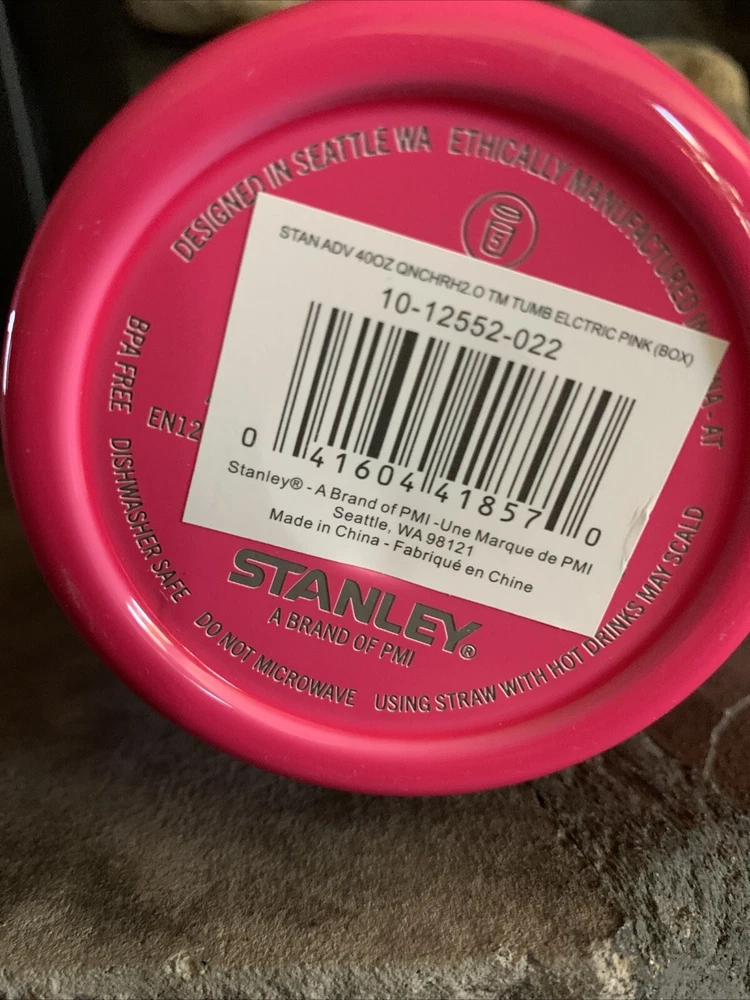 DESIGNED IN SEATTLE WA
ETHICALLY MANUFACTURED
5
STAN ADV 40OZ QNCHRH2.O TM TUMB ELCTRIC PINK (BOX)
10-12552-022
0 41604 41857 0
Stanley® - A Brand of PMI -Une Marque de PMI
Seattle, WA 98121
Made in China - Fabriqué en Chine
BPA FREE
DISHWASHER SAFE
STANLEY®
A BRAND OF PMI
DO NOT MICROWAVE
USING STRAW WITH HOT DRINKS MAY SCALD